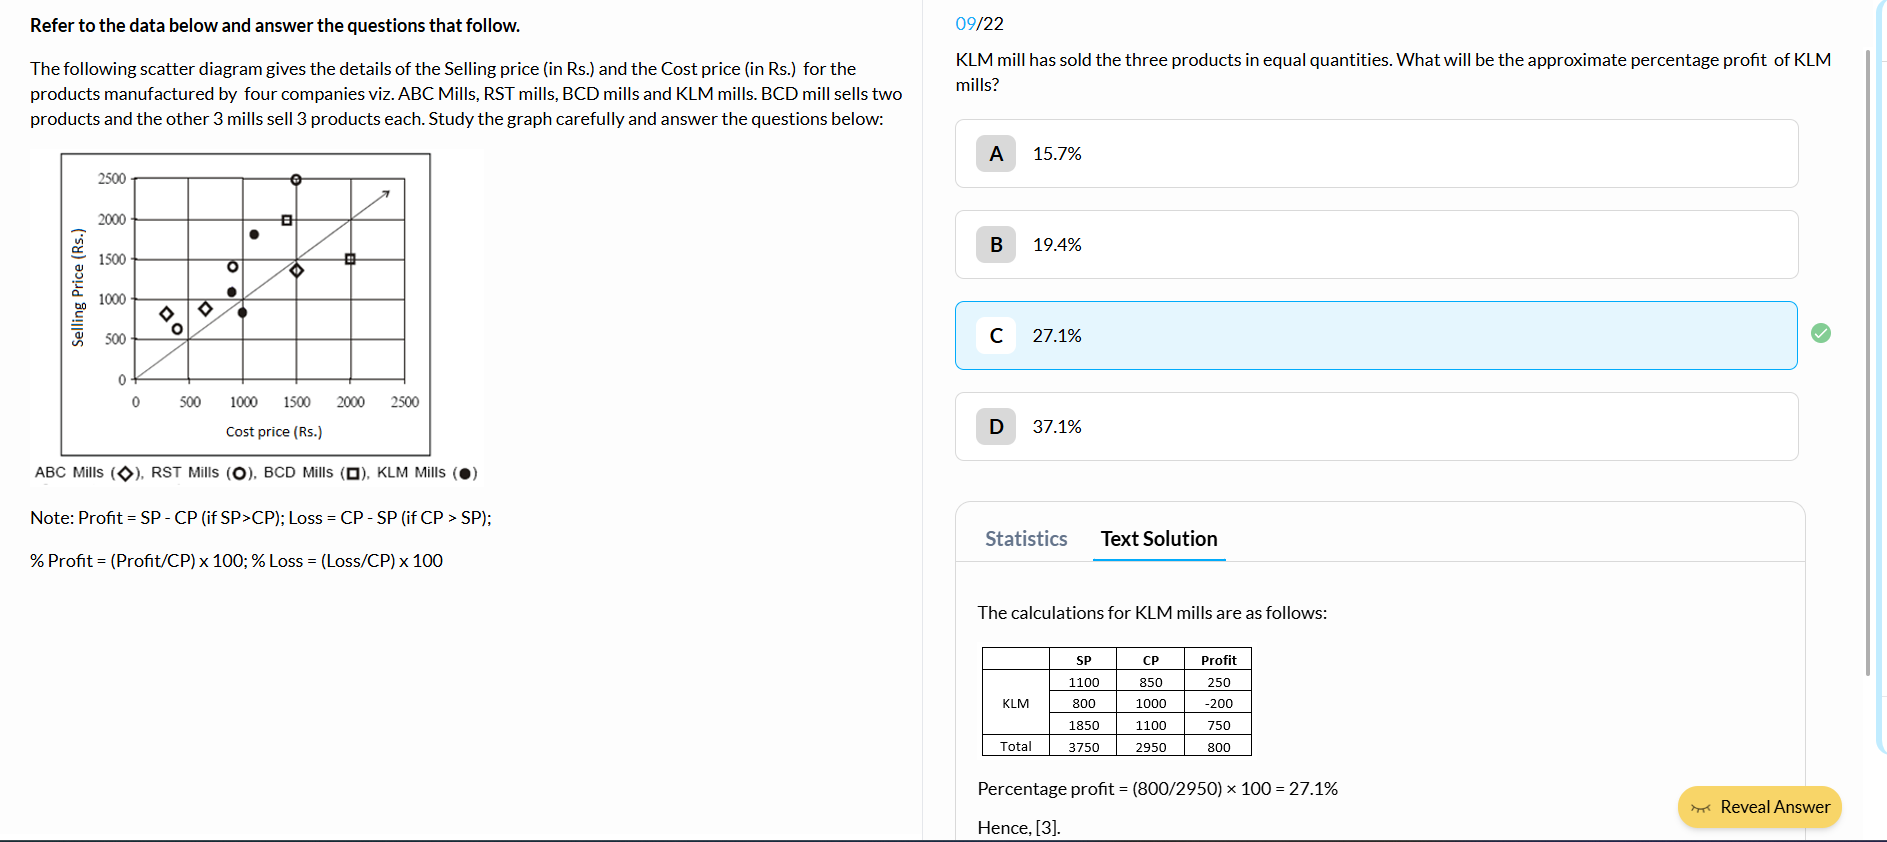 Refer to the data below and answer the questions that follow.
The following scatter diagram gives the details of the Selling price (in Rs.) and the Cost price (in Rs.) for the
products manufactured by four companies viz. ABC Mills, RST mills, BCD mills and KLM mills. BCD mill sells two
products and the other 3 mills sell 3 products each. Study the graph carefully and answer the questions below:
Selling Price (Rs.)
2500
2000
1500
1000
500
0
0 500 1000 1500 2000 2500
Cost price (Rs.)
ABC Mills (◇), RST Mills (○), BCD Mills (□), KLM Mills (●)
Note: Profit = SP - CP (if SP>CP); Loss = CP - SP (if CP > SP);
% Profit = (Profit/CP) x 100; % Loss = (Loss/CP) x 100
09/22
KLM mill has sold the three products in equal quantities. What will be the approximate percentage profit of KLM
mills?
A 15.7%
B 19.4%
C 27.1%
D 37.1%
Statistics Text Solution
The calculations for KLM mills are as follows:
SP CP Profit
1100 850 250
KLM 800 1000 -200
1850 1100 750
Total 3750 2950 800
Percentage profit = (800/2950) × 100 = 27.1%
Reveal Answer
Hence, [3].